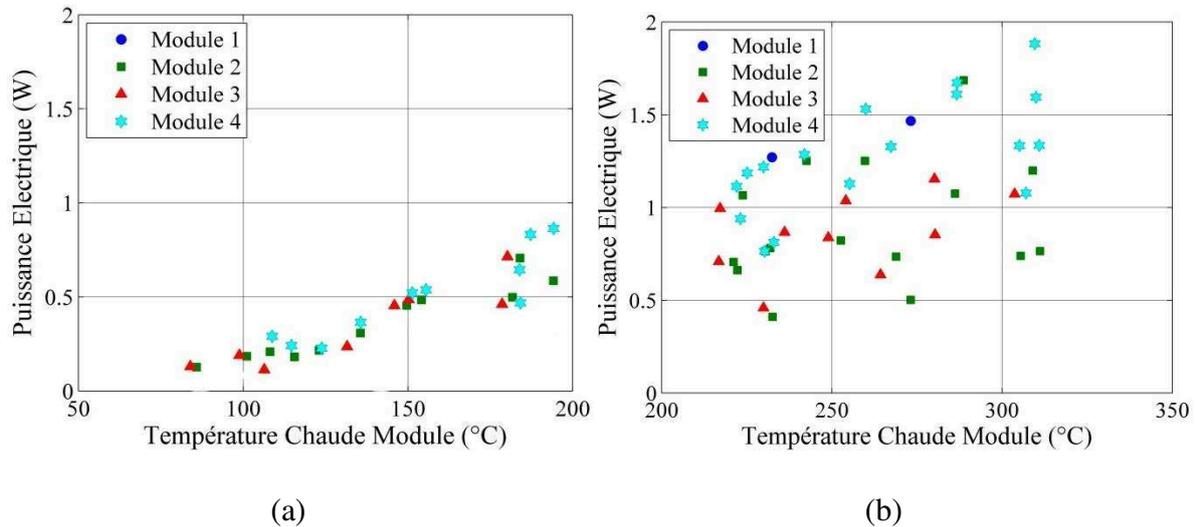 2
1.5
1
0.5
0
50
100
150
200
Puissance Electrique (W)
Température Chaude Module (°C)
Module 1
Module 2
Module 3
Module 4
(a)
2
1.5
1
0.5
0
200
250
300
350
Puissance Electrique (W)
Température Chaude Module (°C)
Module 1
Module 2
Module 3
Module 4
(b)